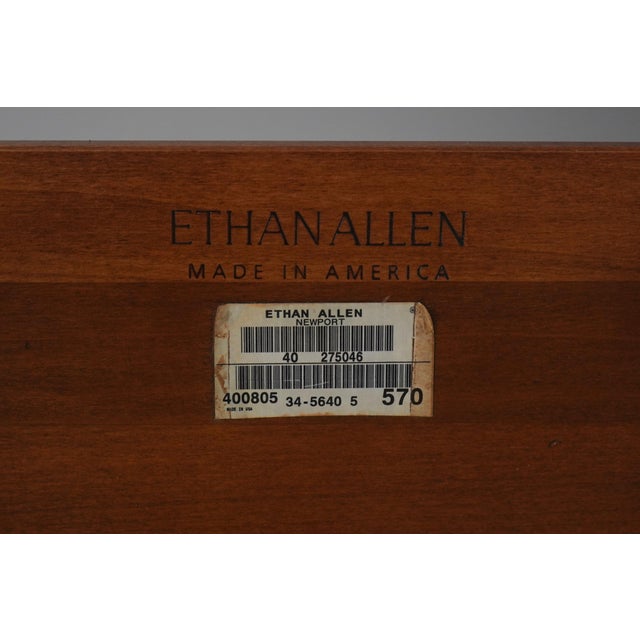 ETHAN ALLEN
MADE IN AMERICA
ETHAN ALLEN
NEWPORT
40 275046
400805 34-5640 5 570
MADE IN USA